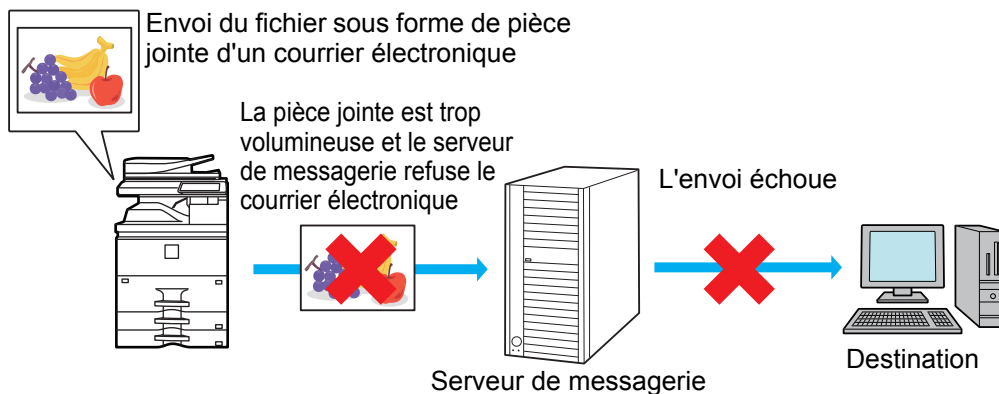 Envoi du fichier sous forme de pièce
jointe d'un courrier électronique
La pièce jointe est trop
volumineuse et le serveur
de messagerie refuse le
courrier électronique
L'envoi échoue
Destination
Serveur de messagerie